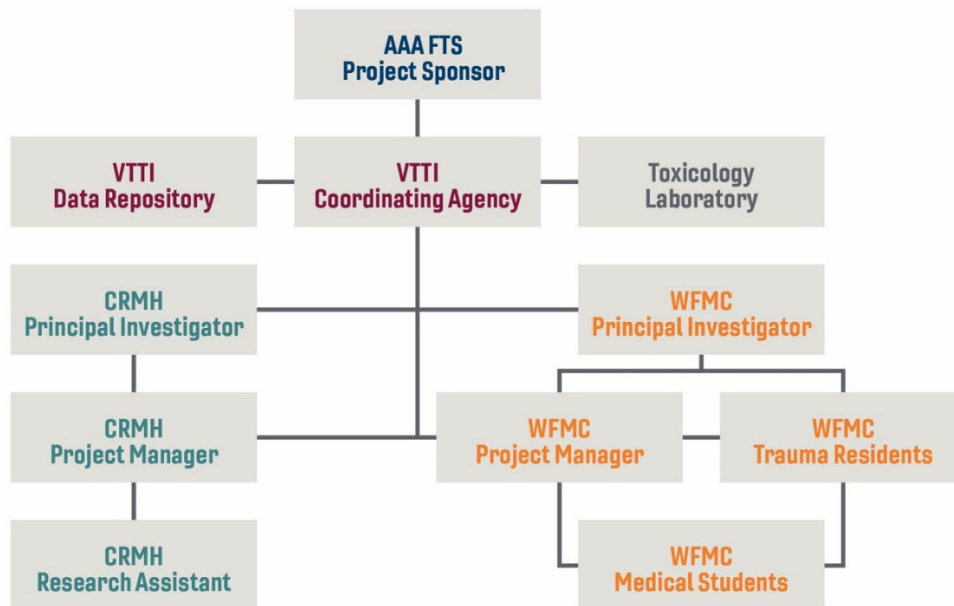 AAA FTS
Project Sponsor
VTTI
Data Repository
VTTI
Coordinating Agency
Toxicology
Laboratory
CRMH
Principal Investigator
WFMC
Principal Investigator
CRMH
Project Manager
WFMC
Project Manager
WFMC
Trauma Residents
CRMH
Research Assistant
WFMC
Medical Students